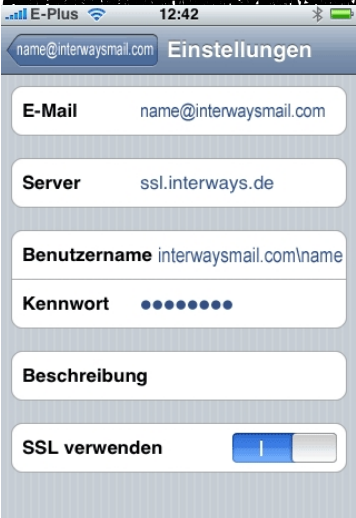 E-Plus 12:42
name@interwaysmail.com Einstellungen
E-Mail name@interwaysmail.com
Server ssl.interways.de
Benutzername interwaysmail.com\name
Kennwort ●●●●●●●●
Beschreibung
SSL verwenden